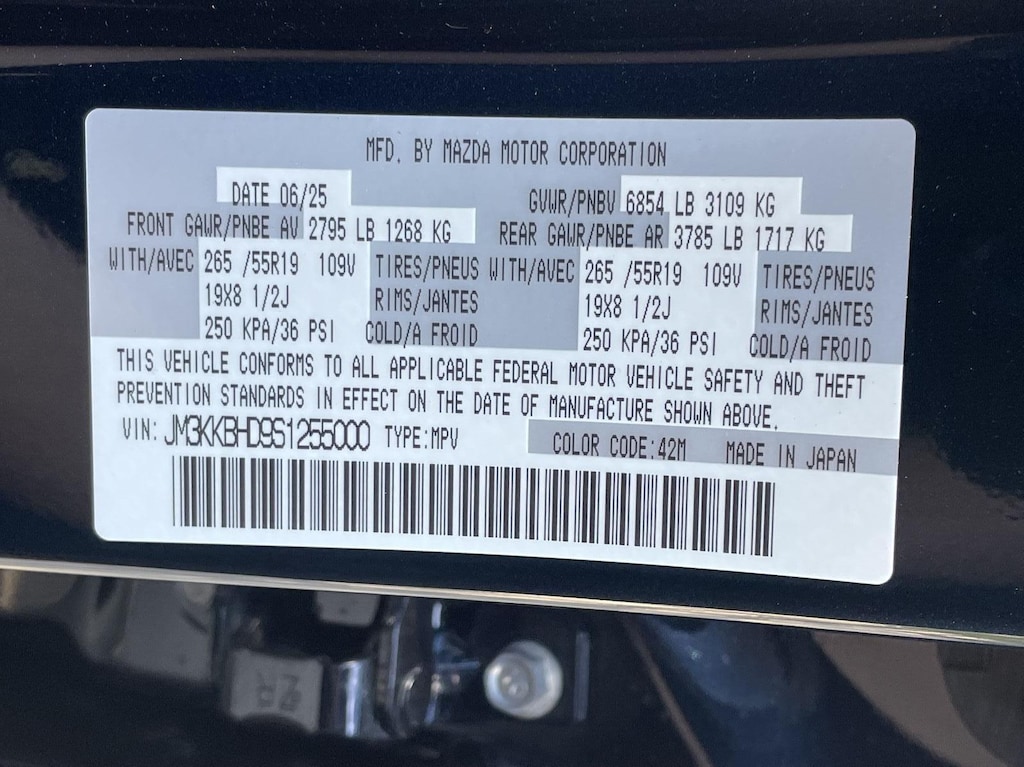 MFD. BY MAZDA MOTOR CORPORATION
DATE 06/25 GVWR/PNBV 6854 LB 3109 KG
FRONT GAWR/PNBE AV 2795 LB 1268 KG REAR GAWR/PNBE AR 3785 LB 1717 KG
WITH/AVEC 265 /55R19 109V TIRES/PNEUS WITH/AVEC 265 /55R19 109V TIRES/PNEUS
19X8 1/2J RIMS/JANTES 19X8 1/2J RIMS/JANTES
250 KPA/36 PSI COLD/A FROID 250 KPA/36 PSI COLD/A FROID
THIS VEHICLE CONFORMS TO ALL APPLICABLE FEDERAL MOTOR VEHICLE SAFETY AND THEFT
PREVENTION STANDARDS IN EFFECT ON THE DATE OF MANUFACTURE SHOWN ABOVE.
VIN: JM3KKBHD9S1255000 TYPE:MPV COLOR CODE:42M MADE IN JAPAN